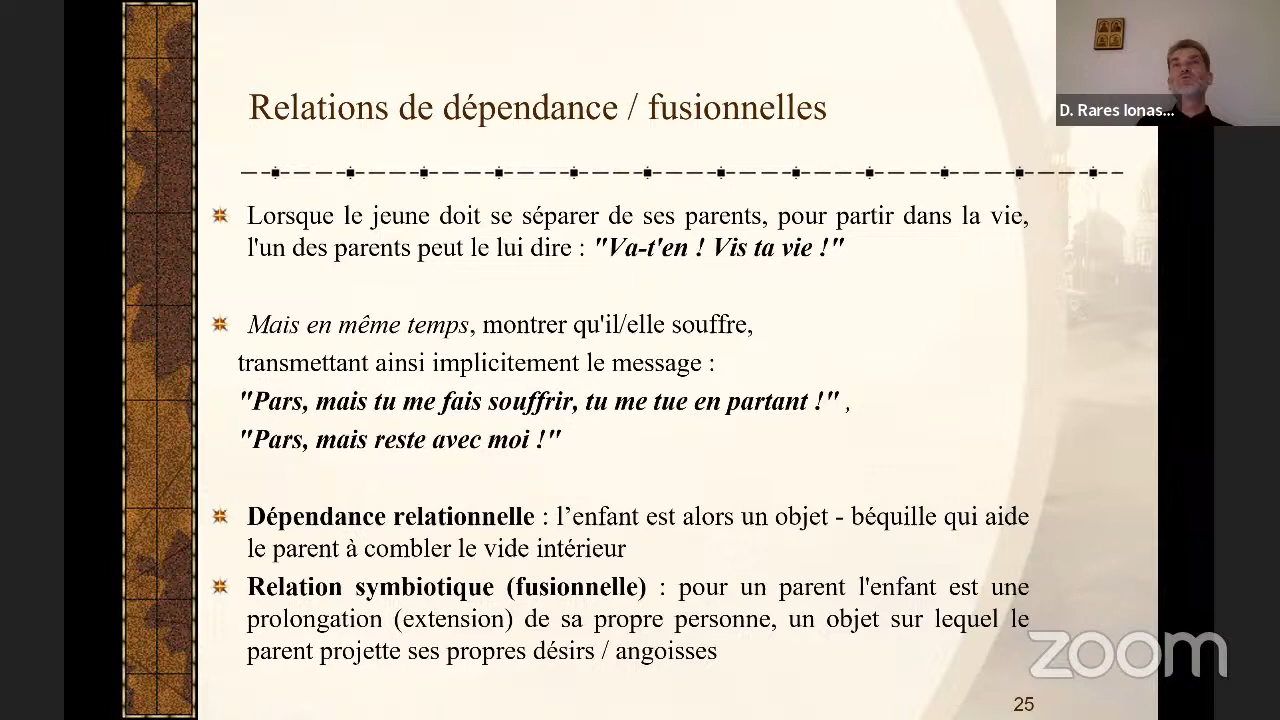 Relations de dépendance / fusionnelles
D. Rares Ionas...
Lorsque le jeune doit se séparer de ses parents, pour partir dans la vie,
l'un des parents peut le lui dire : "Va-t'en ! Vis ta vie !"
Mais en même temps, montrer qu'il/elle souffre,
transmettant ainsi implicitement le message :
"Pars, mais tu me fais souffrir, tu me tue en partant !" ,
"Pars, mais reste avec moi !"
Dépendance relationnelle : l’enfant est alors un objet - béquille qui aide
le parent à combler le vide intérieur
Relation symbiotique (fusionnelle) : pour un parent l'enfant est une
prolongation (extension) de sa propre personne, un objet sur lequel le
parent projette ses propres désirs / angoisses
zoom
25